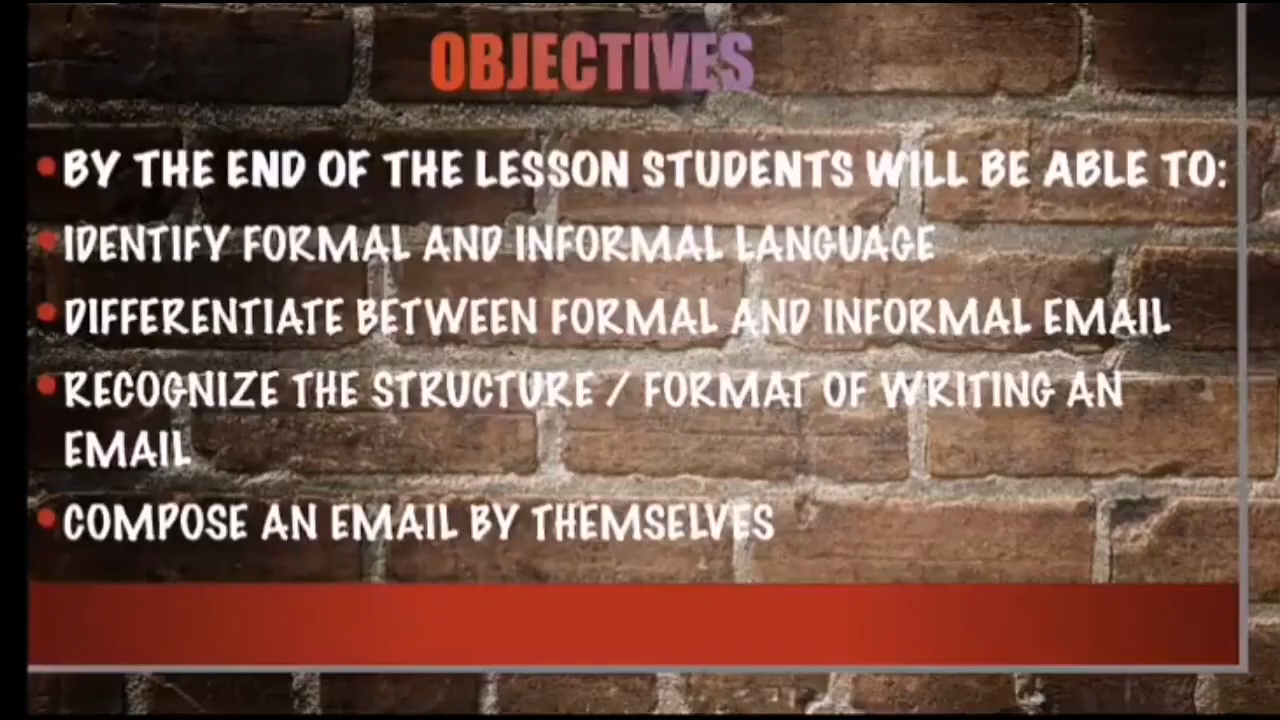 OBJECTIVES
• BY THE END OF THE LESSON STUDENTS WILL BE ABLE TO:
• IDENTIFY FORMAL AND INFORMAL LANGUAGE
• DIFFERENTIATE BETWEEN FORMAL AND INFORMAL EMAIL
• RECOGNIZE THE STRUCTURE / FORMAT OF WRITING AN
EMAIL
• COMPOSE AN EMAIL BY THEMSELVES